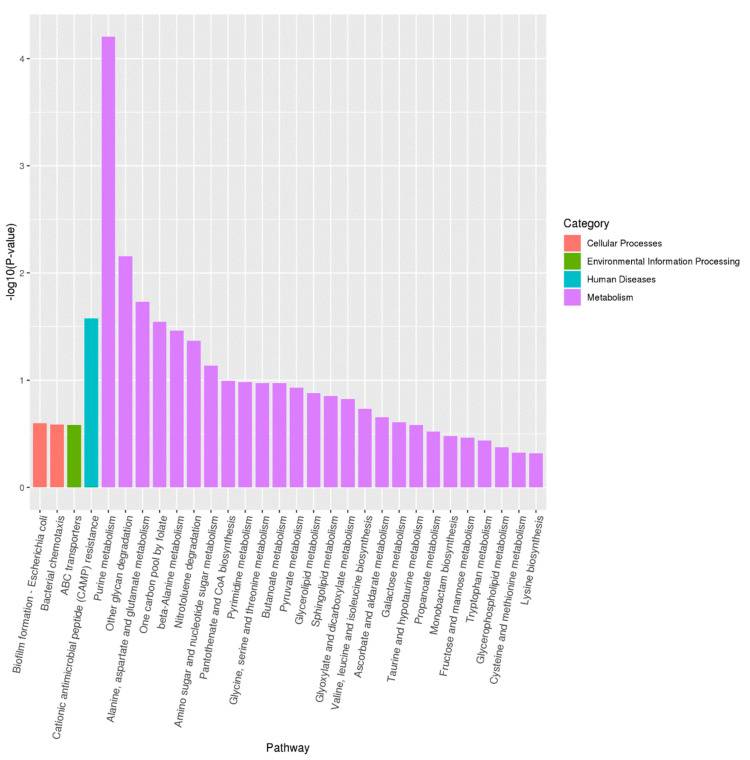 4
3
2
1
0
-log10(P-value)
Biofilm formation - Escherichia coli
Bacterial chemotaxis
ABC transporters
Cationic antimicrobial peptide (CAMP) resistance
Purine metabolism
Other glycan degradation
Alanine, aspartate and glutamate metabolism
One carbon pool by folate
beta-Alanine metabolism
Nitrotoluene degradation
Amino sugar and nucleotide sugar metabolism
Pantothenate and CoA biosynthesis
Pyrimidine metabolism
Glycine, serine and threonine metabolism
Butanoate metabolism
Pyruvate metabolism
Glycerolipid metabolism
Sphingolipid metabolism
Glyoxylate and dicarboxylate metabolism
Valine, leucine and isoleucine biosynthesis
Ascorbate and aldarate metabolism
Galactose metabolism
Taurine and hypotaurine metabolism
Propanoate metabolism
Monobactam biosynthesis
Fructose and mannose metabolism
Tryptophan metabolism
Glycerophospholipid metabolism
Cysteine and methionine metabolism
Lysine biosynthesis
Pathway
Category
Cellular Processes
Environmental Information Processing
Human Diseases
Metabolism